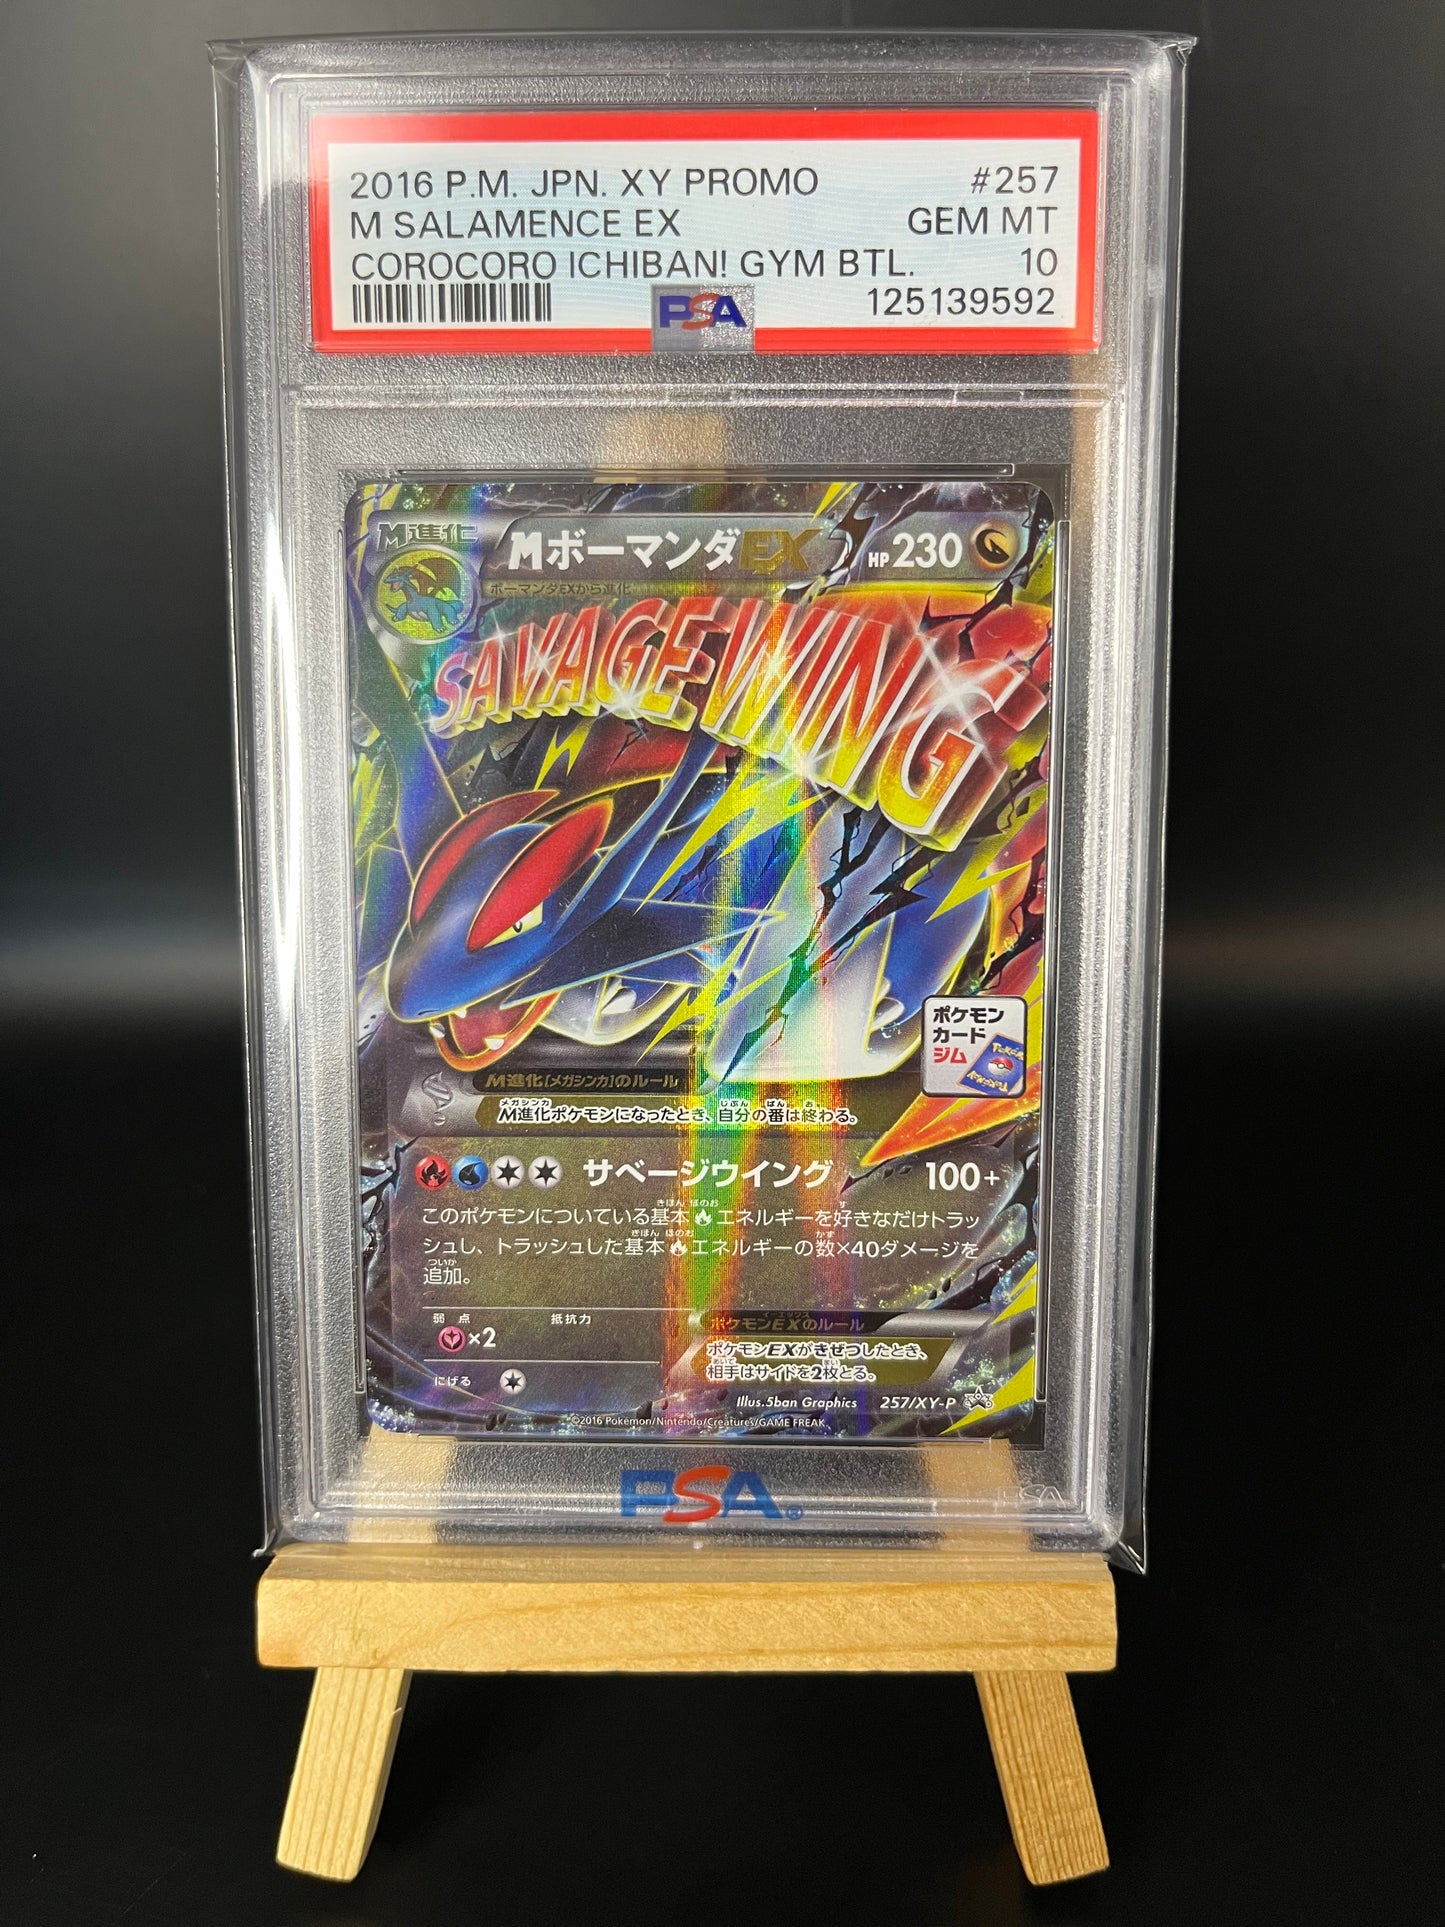 2016 P.M. JPN. XY PROMO #257
M SALAMENCE EX GEM MT
COROCORO ICHIBAN! GYM BTL. 10
PSA 125139592
M進化
MボーマンダEX HP230
ボーマンダEXから進化
SAVAGE WING
ポケモン
カード
ジム
M進化[メガシンカ]のルール
M進化ポケモンになったとき、自分の番は終わる。
サベージウイング 100+
このポケモンについている基本エネルギーを好きなだけトラッ
シュし、トラッシュした基本エネルギーの数×40ダメージを
追加。
弱点 抵抗力
×2
ポケモンEXのルール
ポケモンEXがきぜつしたとき、
相手はサイドを2枚とる。
にげる
Illus.5ban Graphics 257/XY-P
©2016 Pokémon/Nintendo/Creatures/GAME FREAK
PSA®